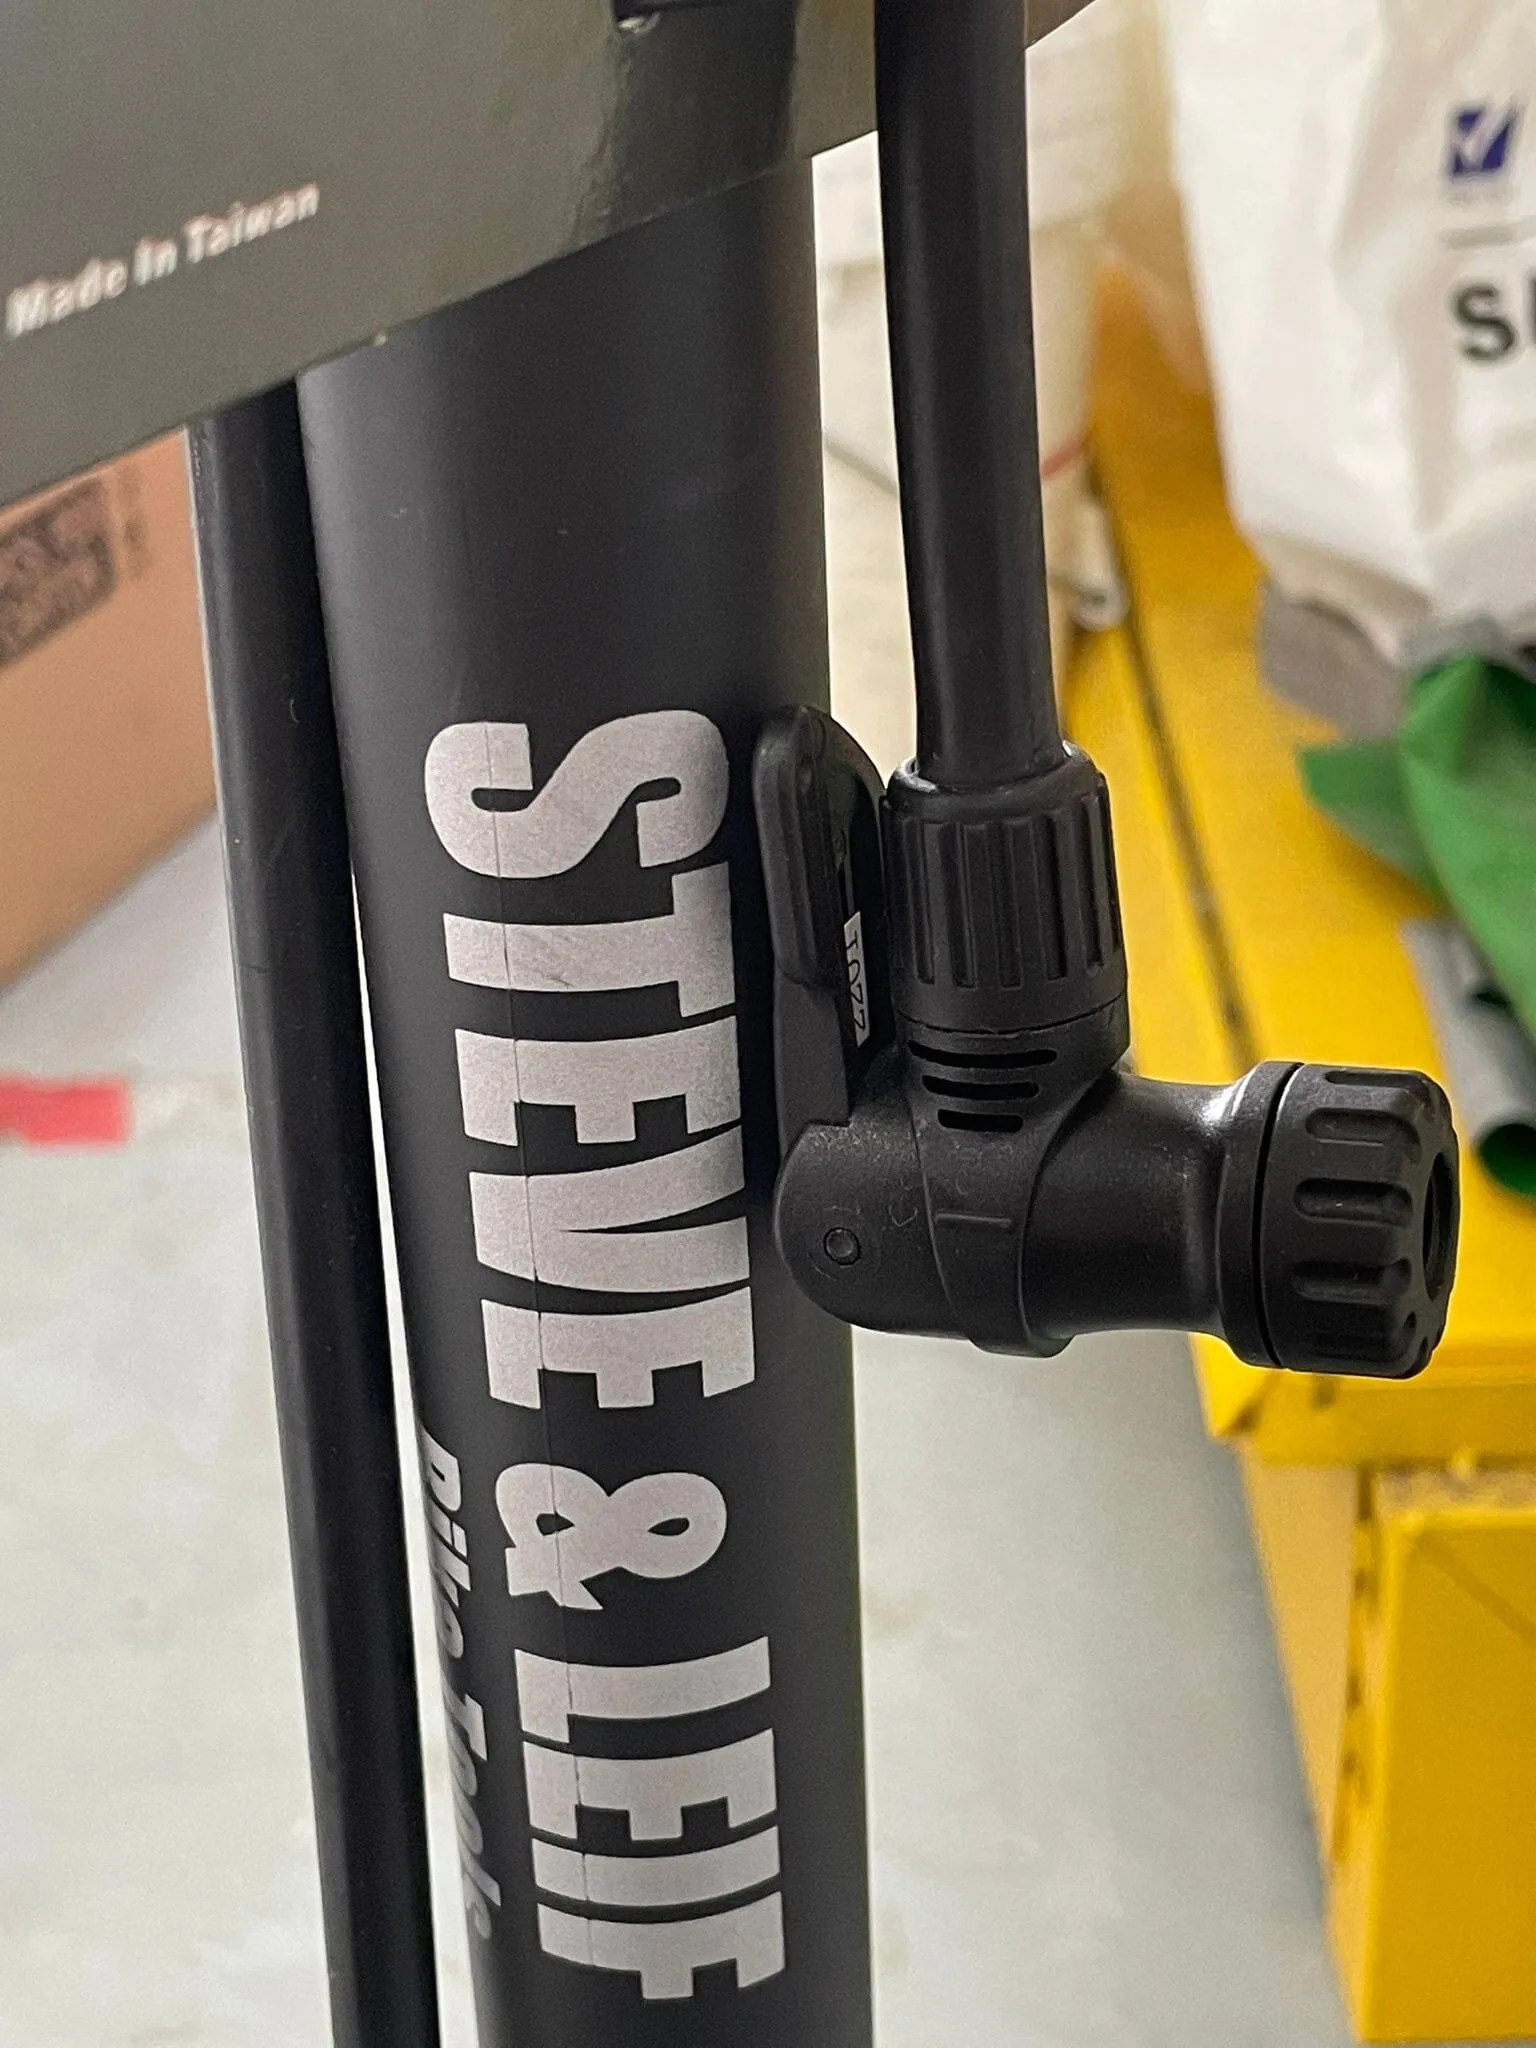 Made In Taiwan
STEVE & LEIF
Bike Tools